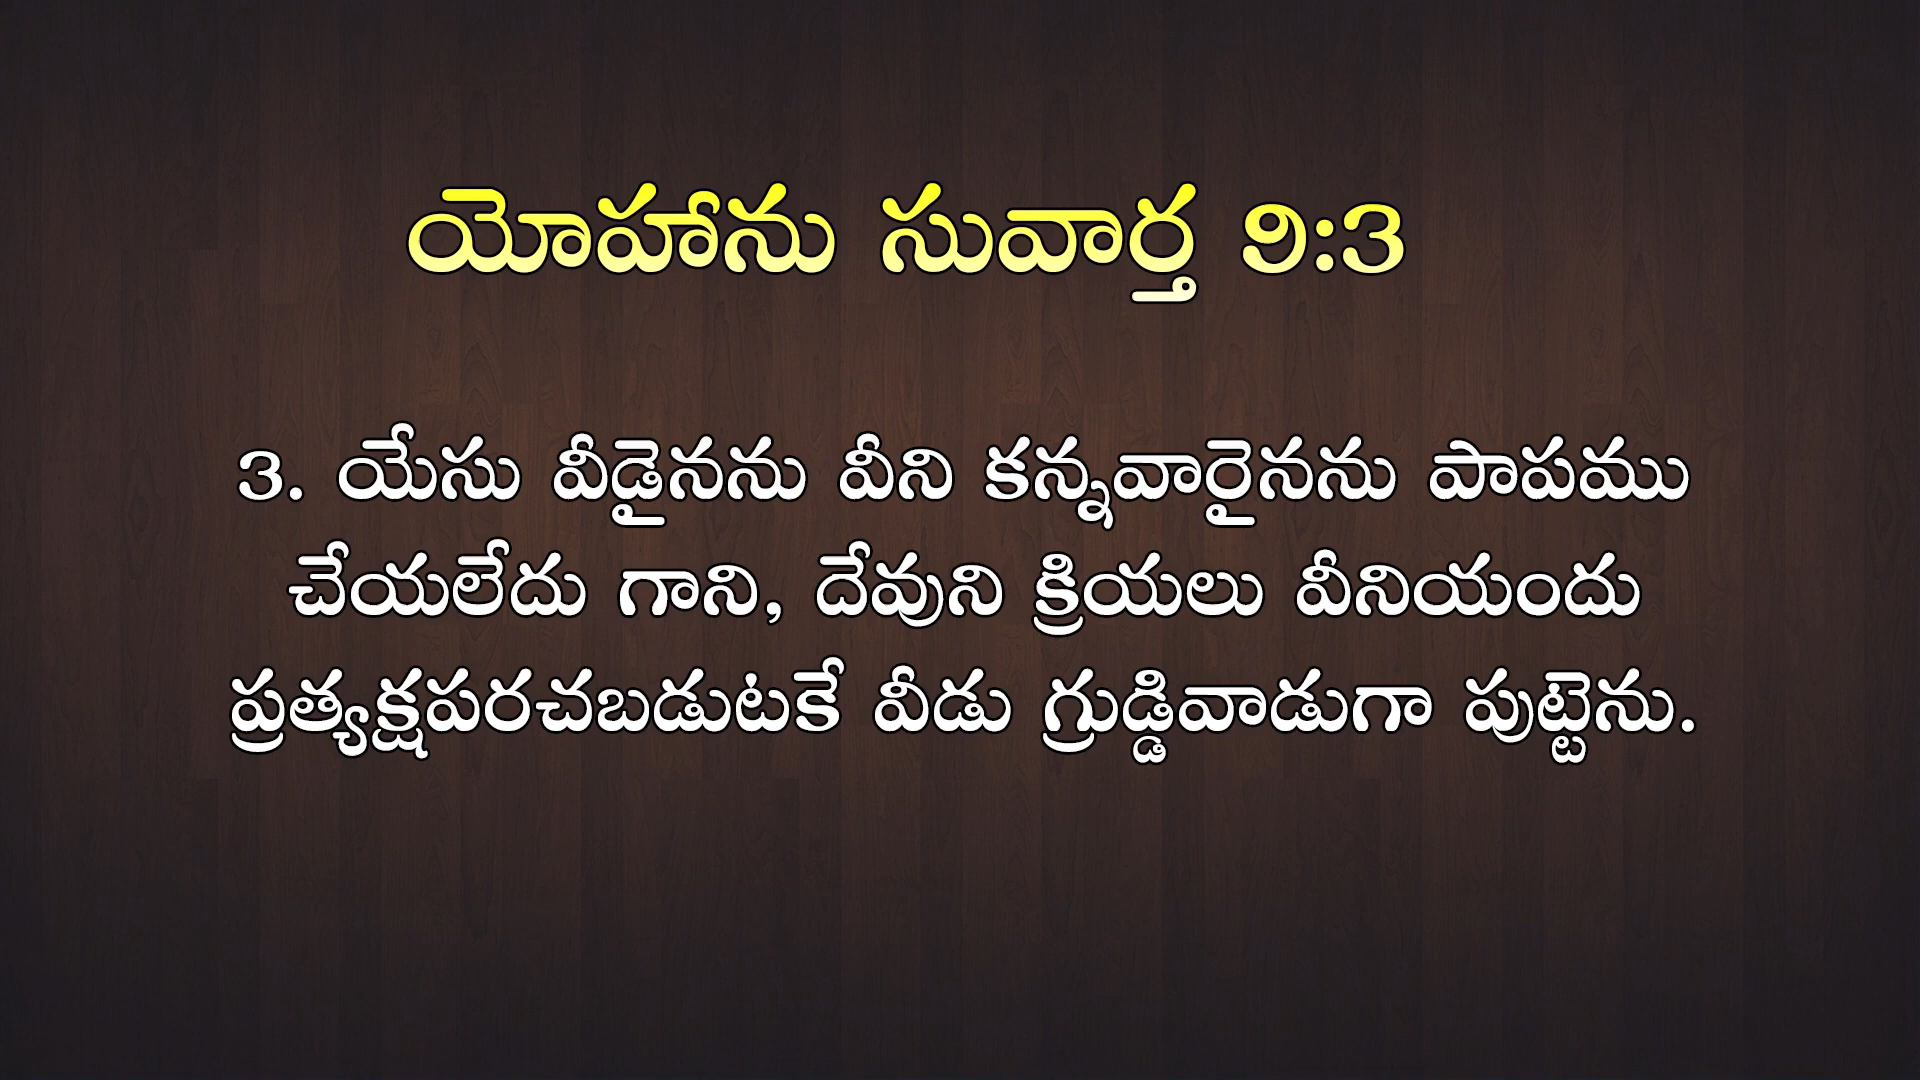 యోహాను సువార్త 9:3
3. యేసు వీడైనను వీని కన్నవారైనను పాపము
చేయలేదు గాని, దేవుని క్రియలు వీనియందు
ప్రత్యక్షపరచబడుటకే వీడు గ్రుడ్డివాడుగా పుట్టెను.